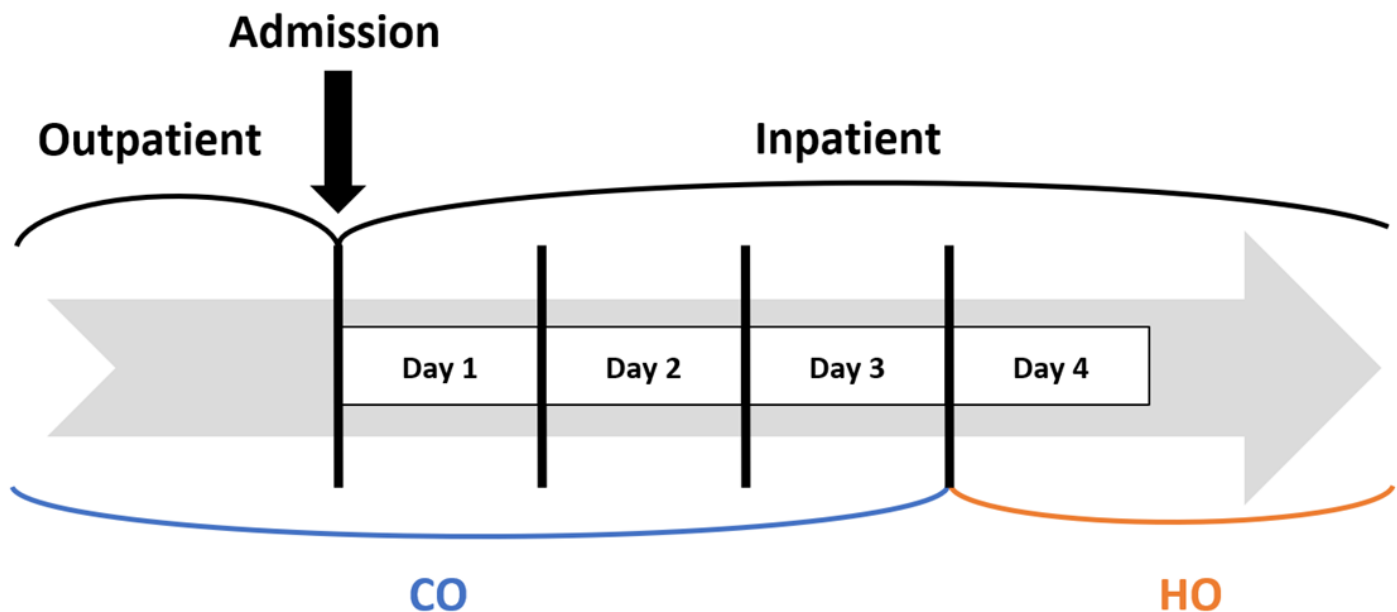 Admission
Outpatient
Inpatient
Day 1
Day 2
Day 3
Day 4
CO
HO